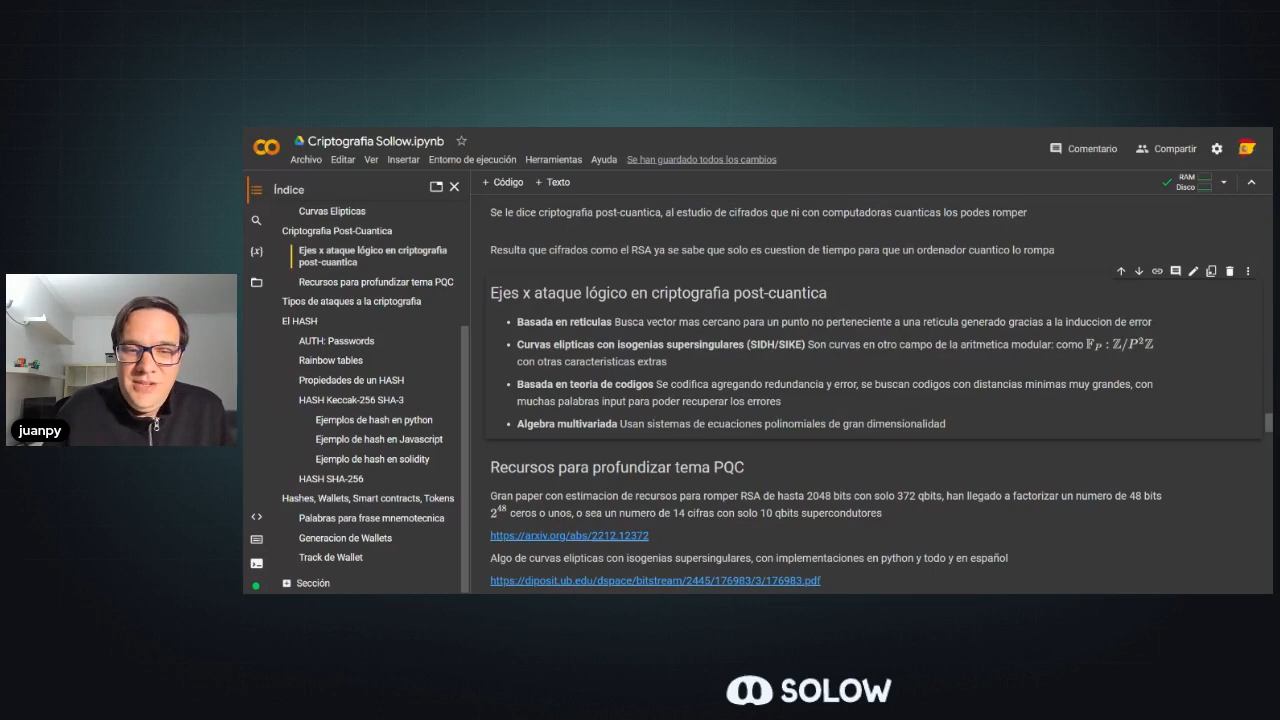 Criptografia Sollow.ipynb
Archivo Editar Ver Insertar Entorno de ejecución Herramientas Ayuda Se han guardado todos los cambios
Comentario Compartir
Índice
+ Código + Texto
RAM
Disco
Curvas Elipticas
Criptografia Post-Cuantica
Ejes x ataque lógico en criptografia
post-cuantica
Recursos para profundizar tema PQC
Tipos de ataques a la criptografia
El HASH
AUTH: Passwords
Rainbow tables
Propiedades de un HASH
HASH Keccak-256 SHA-3
Ejemplos de hash en python
Ejemplo de hash en Javascript
Ejemplo de hash en solidity
HASH SHA-256
Hashes, Wallets, Smart contracts, Tokens
Palabras para frase mnemotecnica
Generacion de Wallets
Track de Wallet
Sección
Se le dice criptografia post-cuantica, al estudio de cifrados que ni con computadoras cuanticas los podes romper
Resulta que cifrados como el RSA ya se sabe que solo es cuestion de tiempo para que un ordenador cuantico lo rompa
Ejes x ataque lógico en criptografia post-cuantica
• Basada en reticulas Busca vector mas cercano para un punto no perteneciente a una reticula generado gracias a la induccion de error
• Curvas elipticas con isogenias supersingulares (SIDH/SIKE) Son curvas en otro campo de la aritmetica modular: como 𝔽_P : ℤ/P²ℤ
con otras caracteristicas extras
• Basada en teoria de codigos Se codifica agregando redundancia y error, se buscan codigos con distancias minimas muy grandes, con
muchas palabras input para poder recuperar los errores
• Algebra multivariada Usan sistemas de ecuaciones polinomiales de gran dimensionalidad
Recursos para profundizar tema PQC
Gran paper con estimacion de recursos para romper RSA de hasta 2048 bits con solo 372 qbits, han llegado a factorizar un numero de 48 bits
2⁴⁸ ceros o unos, o sea un numero de 14 cifras con solo 10 qbits supercondutores
https://arxiv.org/abs/2212.12372
Algo de curvas elipticas con isogenias supersingulares, con implementaciones en python y todo y en español
https://diposit.ub.edu/dspace/bitstream/2445/176983/3/176983.pdf
juanpy
SOLOW